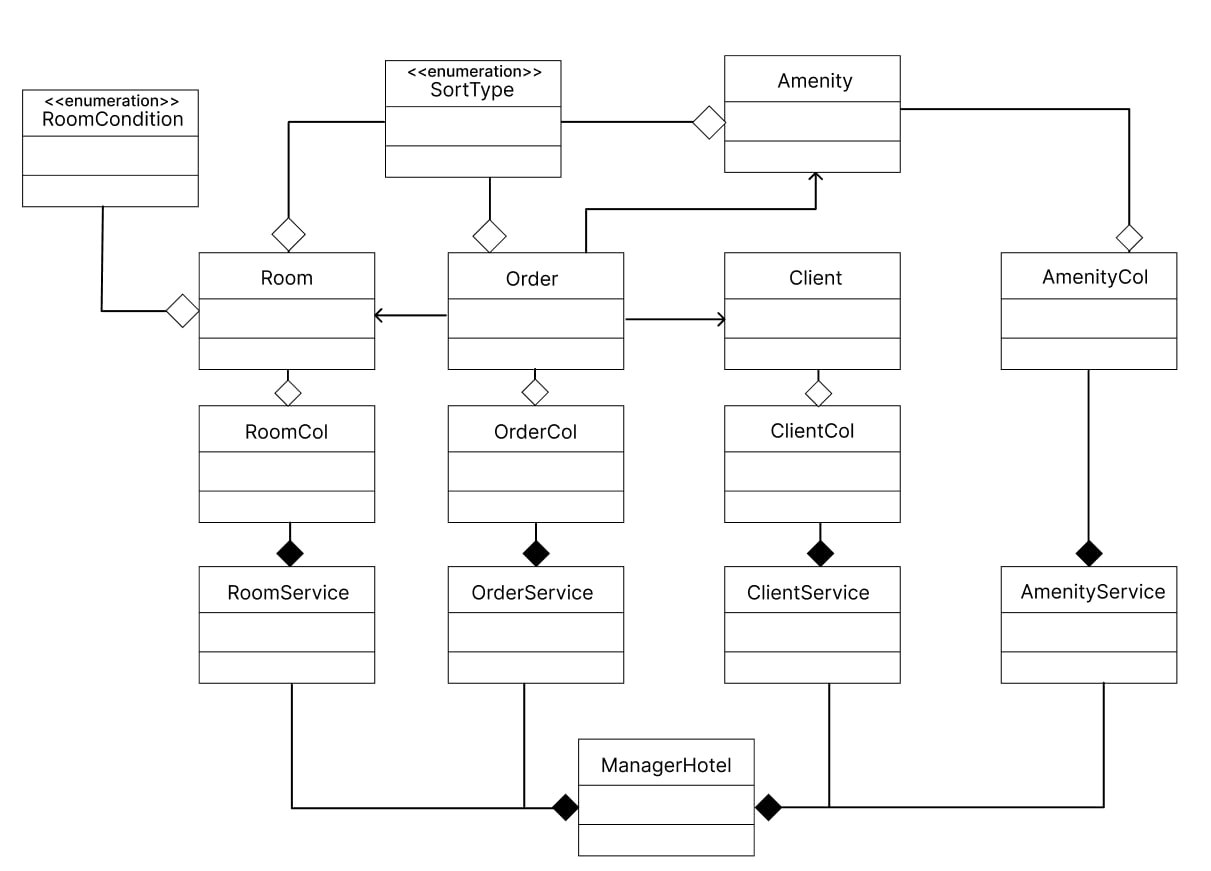 <<enumeration>>
RoomCondition
<<enumeration>>
SortType
Amenity
Room
Order
Client
AmenityCol
RoomCol
OrderCol
ClientCol
RoomService
OrderService
ClientService
AmenityService
ManagerHotel